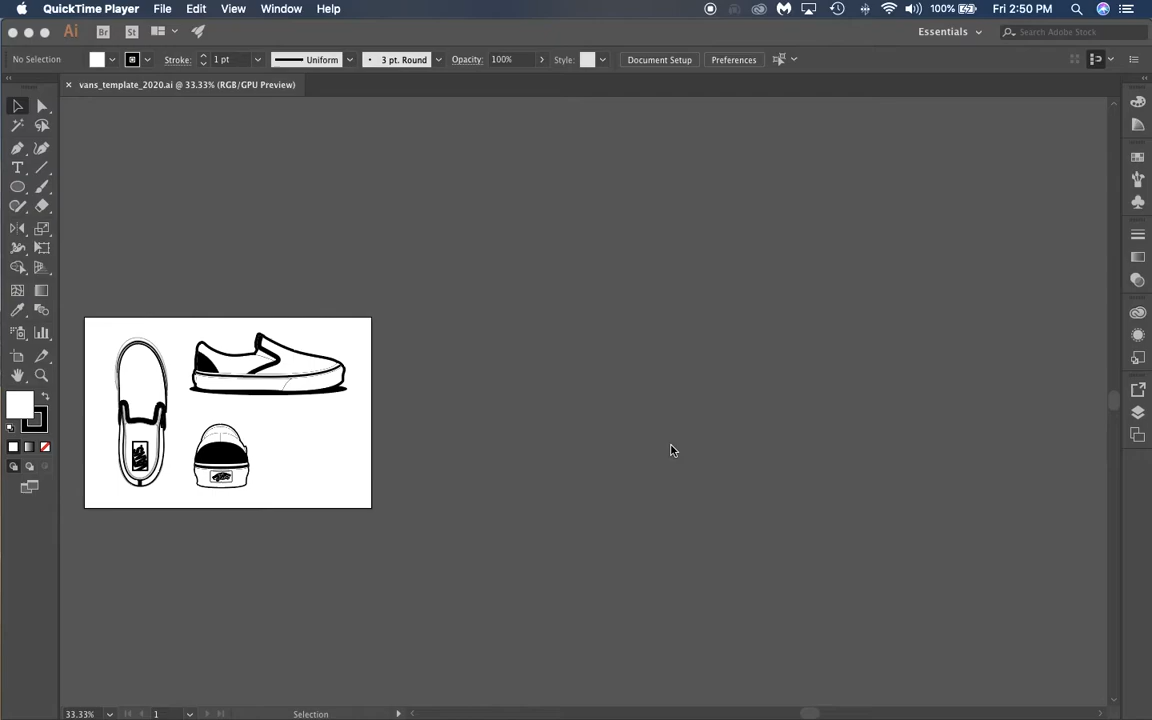 QuickTime Player File Edit View Window Help 100% Fri 2:50 PM
Ai Br St Essentials Search Adobe Stock
No Selection Stroke: 1 pt Uniform 3 pt. Round Opacity: 100% Style: Document Setup Preferences
× vans_template_2020.ai @ 33.33% (RGB/GPU Preview)
33.33% 1 Selection